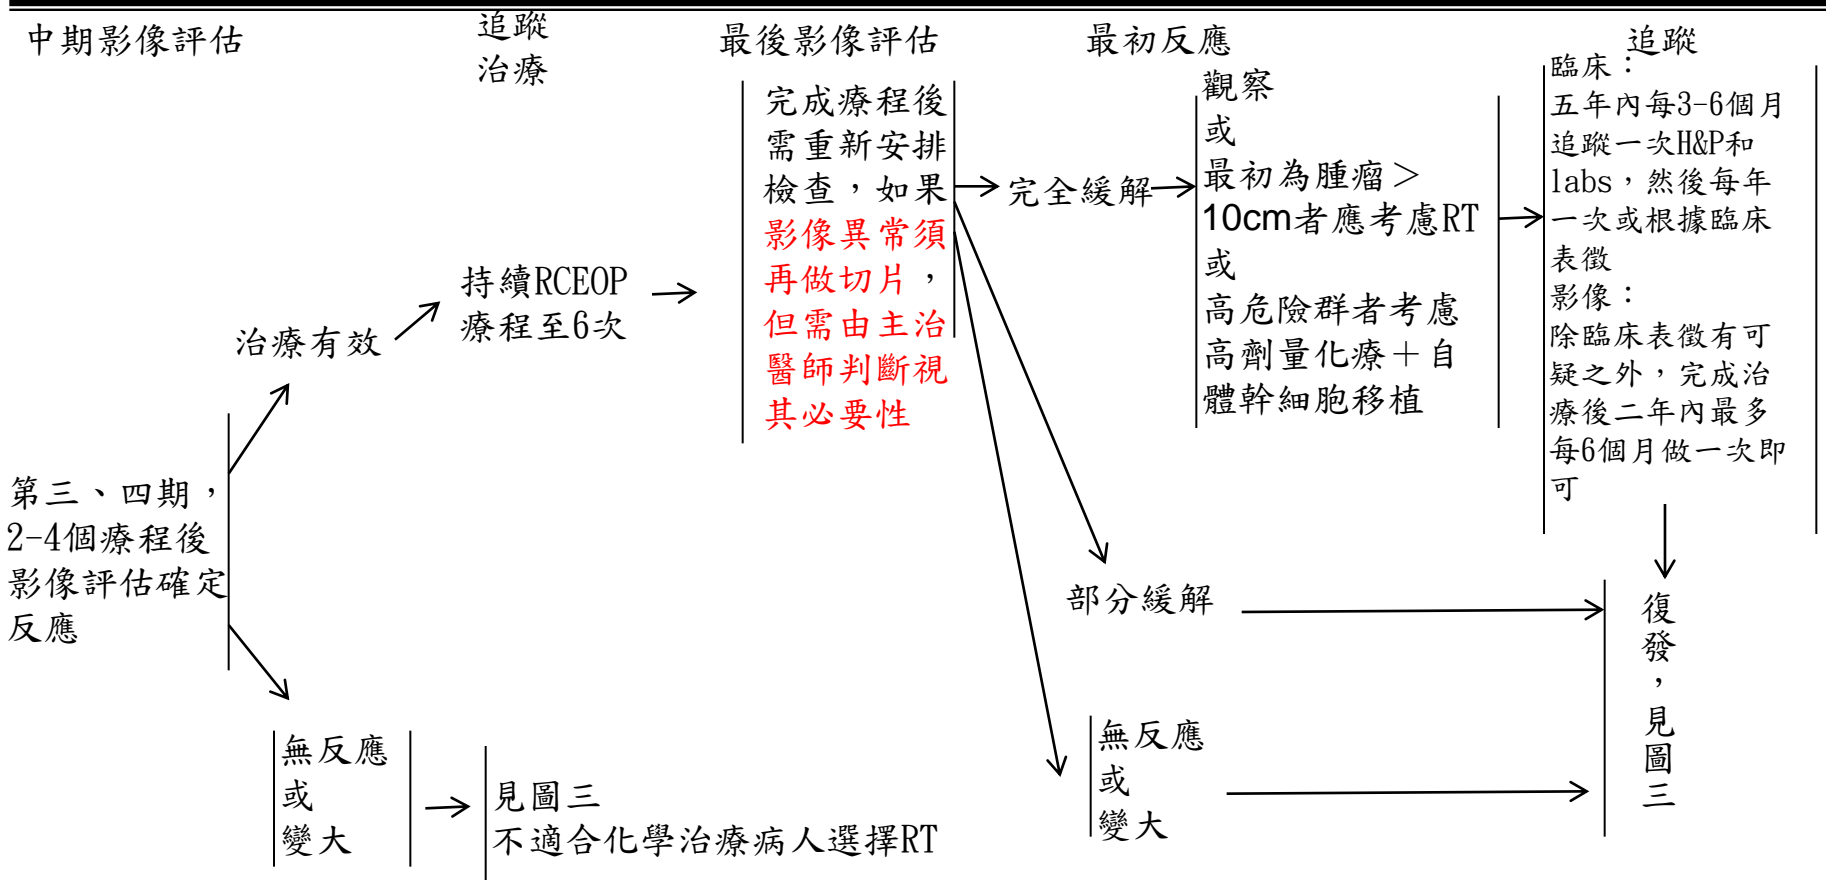 中期影像評估
追蹤
治療
最後影像評估
最初反應
追蹤
第三、四期，
2-4個療程後
影像評估確定
反應
治療有效
持續RCEOP
療程至6次
完成療程後
需重新安排
檢查，如果
影像異常須
再做切片，
但需由主治
醫師判斷視
其必要性
完全緩解
觀察
或
最初為腫瘤＞
10cm者應考慮RT
或
高危險群者考慮
高劑量化療＋自
體幹細胞移植
臨床：
五年內每3-6個月
追蹤一次H&P和
labs，然後每年
一次或根據臨床
表徵
影像：
除臨床表徵有可
疑之外，完成治
療後二年內最多
每6個月做一次即
可
部分緩解
無反應
或
變大
復發，見圖三
無反應
或
變大
見圖三
不適合化學治療病人選擇RT